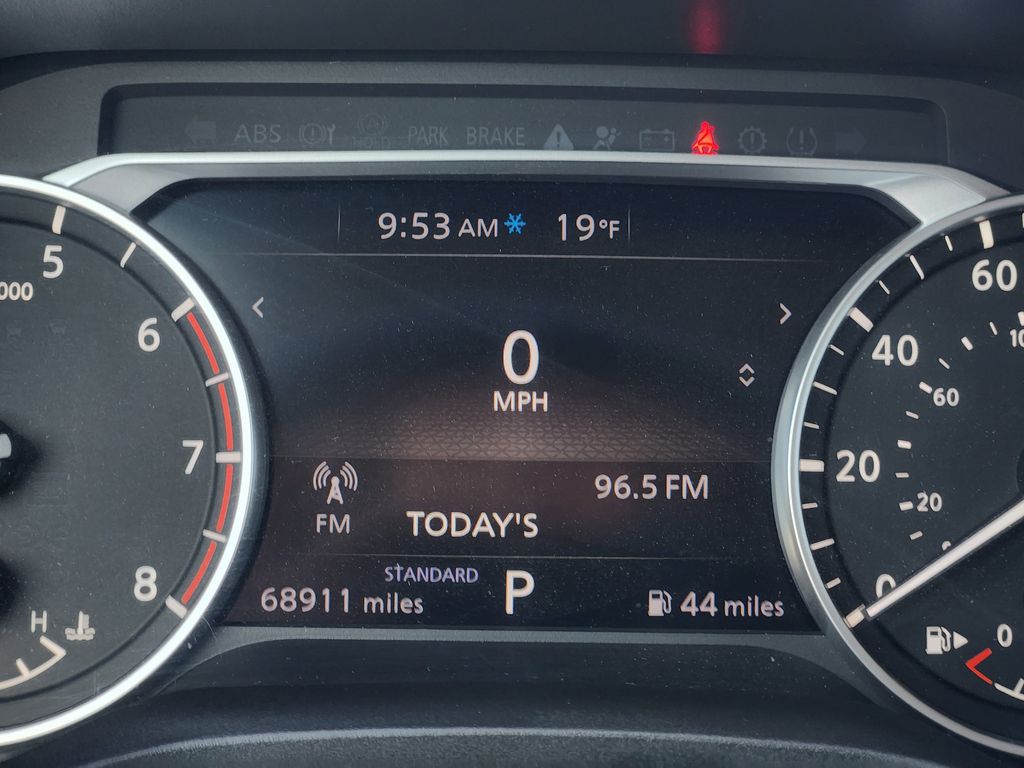 ABS PARK BRAKE
9:53 AM 19°F
5
000
6
7
8
H
0
MPH
FM
96.5 FM
TODAY'S
STANDARD
68911 miles
P
44 miles
60
40
20
0
60
20
0